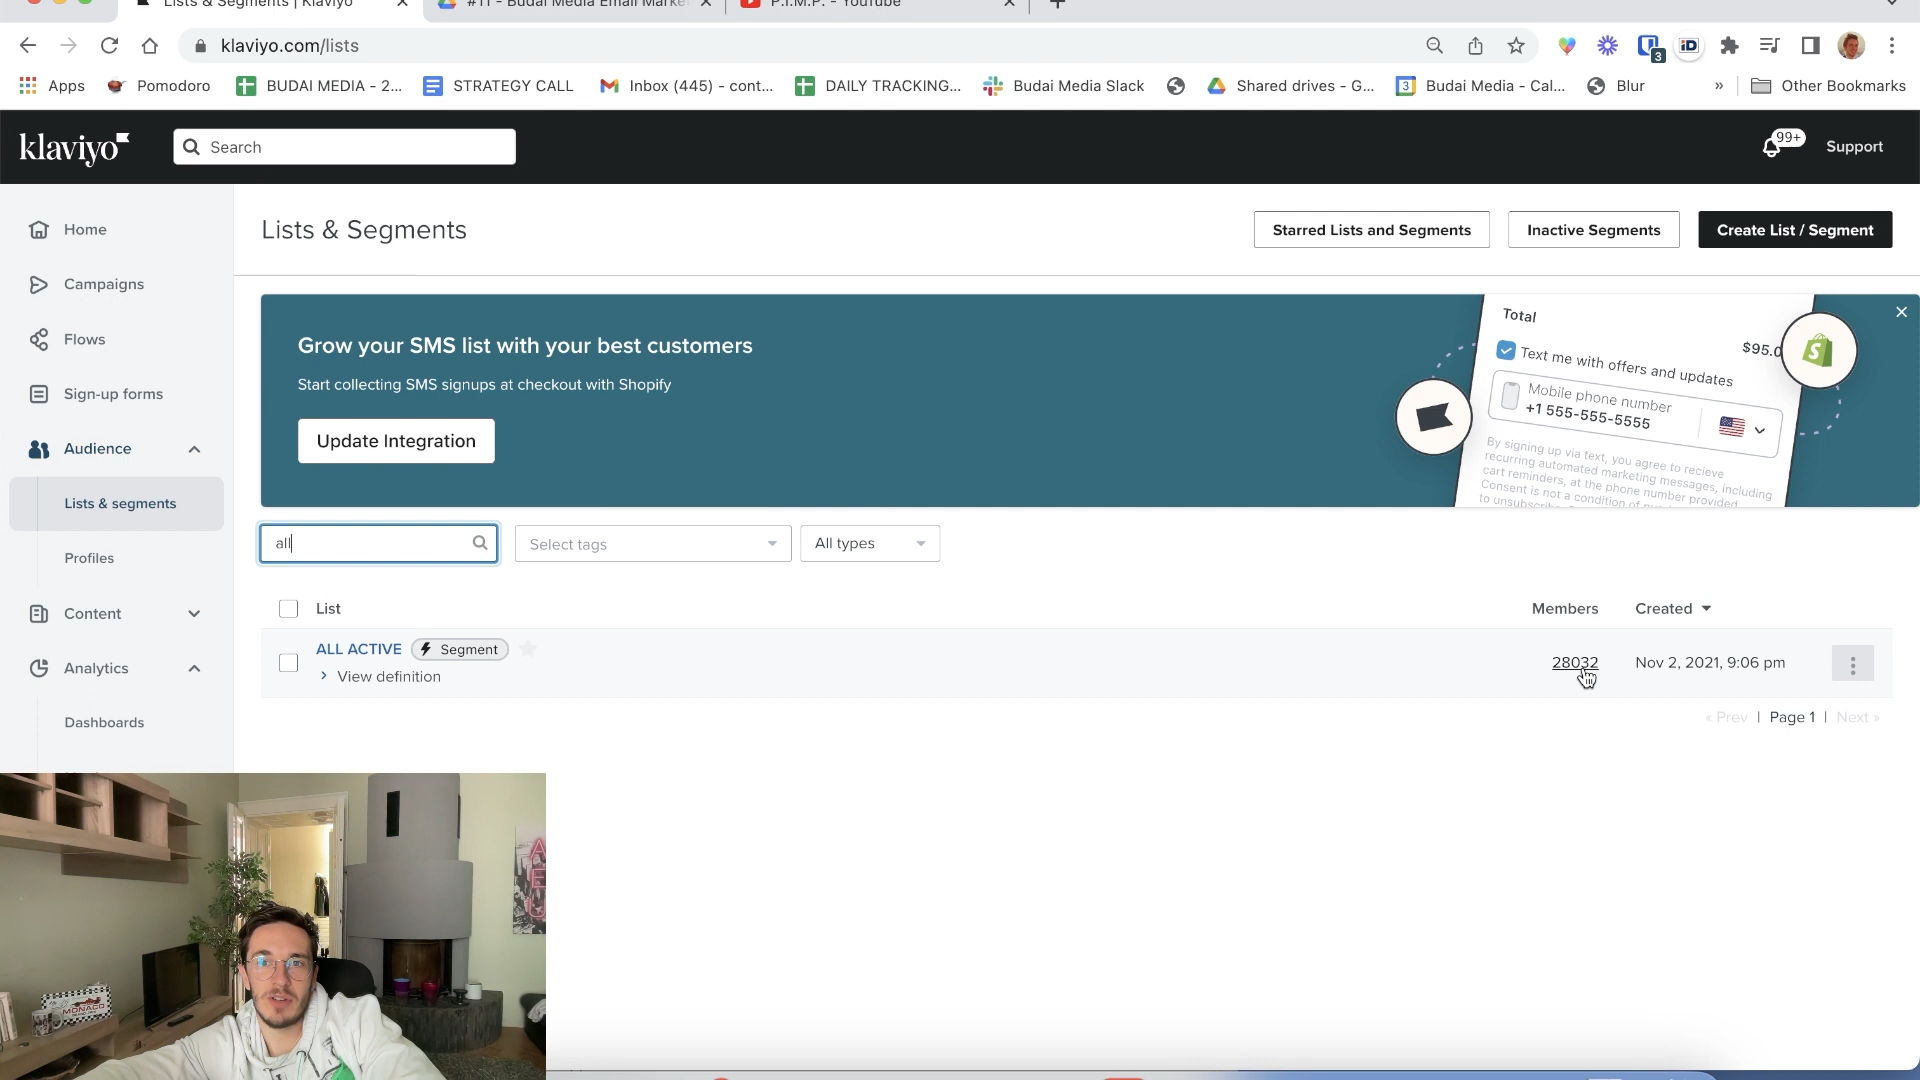 Lists & Segments | Klaviyo
#11 - Budai Media Email Marke
P.I.M.P. - YouTube
klaviyo.com/lists
3
iD
Apps
Pomodoro
BUDAI MEDIA - 2...
STRATEGY CALL
Inbox (445) - cont...
DAILY TRACKING...
Budai Media Slack
Shared drives - G...
3
Budai Media - Cal...
Blur
»
Other Bookmarks
klaviyo
Search
99+
Support
Home
Campaigns
Flows
Sign-up forms
Audience
Lists & segments
Profiles
Content
Analytics
Dashboards
Lists & Segments
Starred Lists and Segments
Inactive Segments
Create List / Segment
Grow your SMS list with your best customers
Start collecting SMS signups at checkout with Shopify
Update Integration
Total
$95.0
Text me with offers and updates
Mobile phone number
+1 555-555-5555
By signing up via text, you agree to recieve
recurring automated marketing messages, including
cart reminders, at the phone number provided
Consent is not a condition of
to unsubscribe.
all
Select tags
All types
List
Members
Created
ALL ACTIVE
Segment
View definition
28032
Nov 2, 2021, 9:06 pm
« Prev | Page 1 | Next »
MONACO